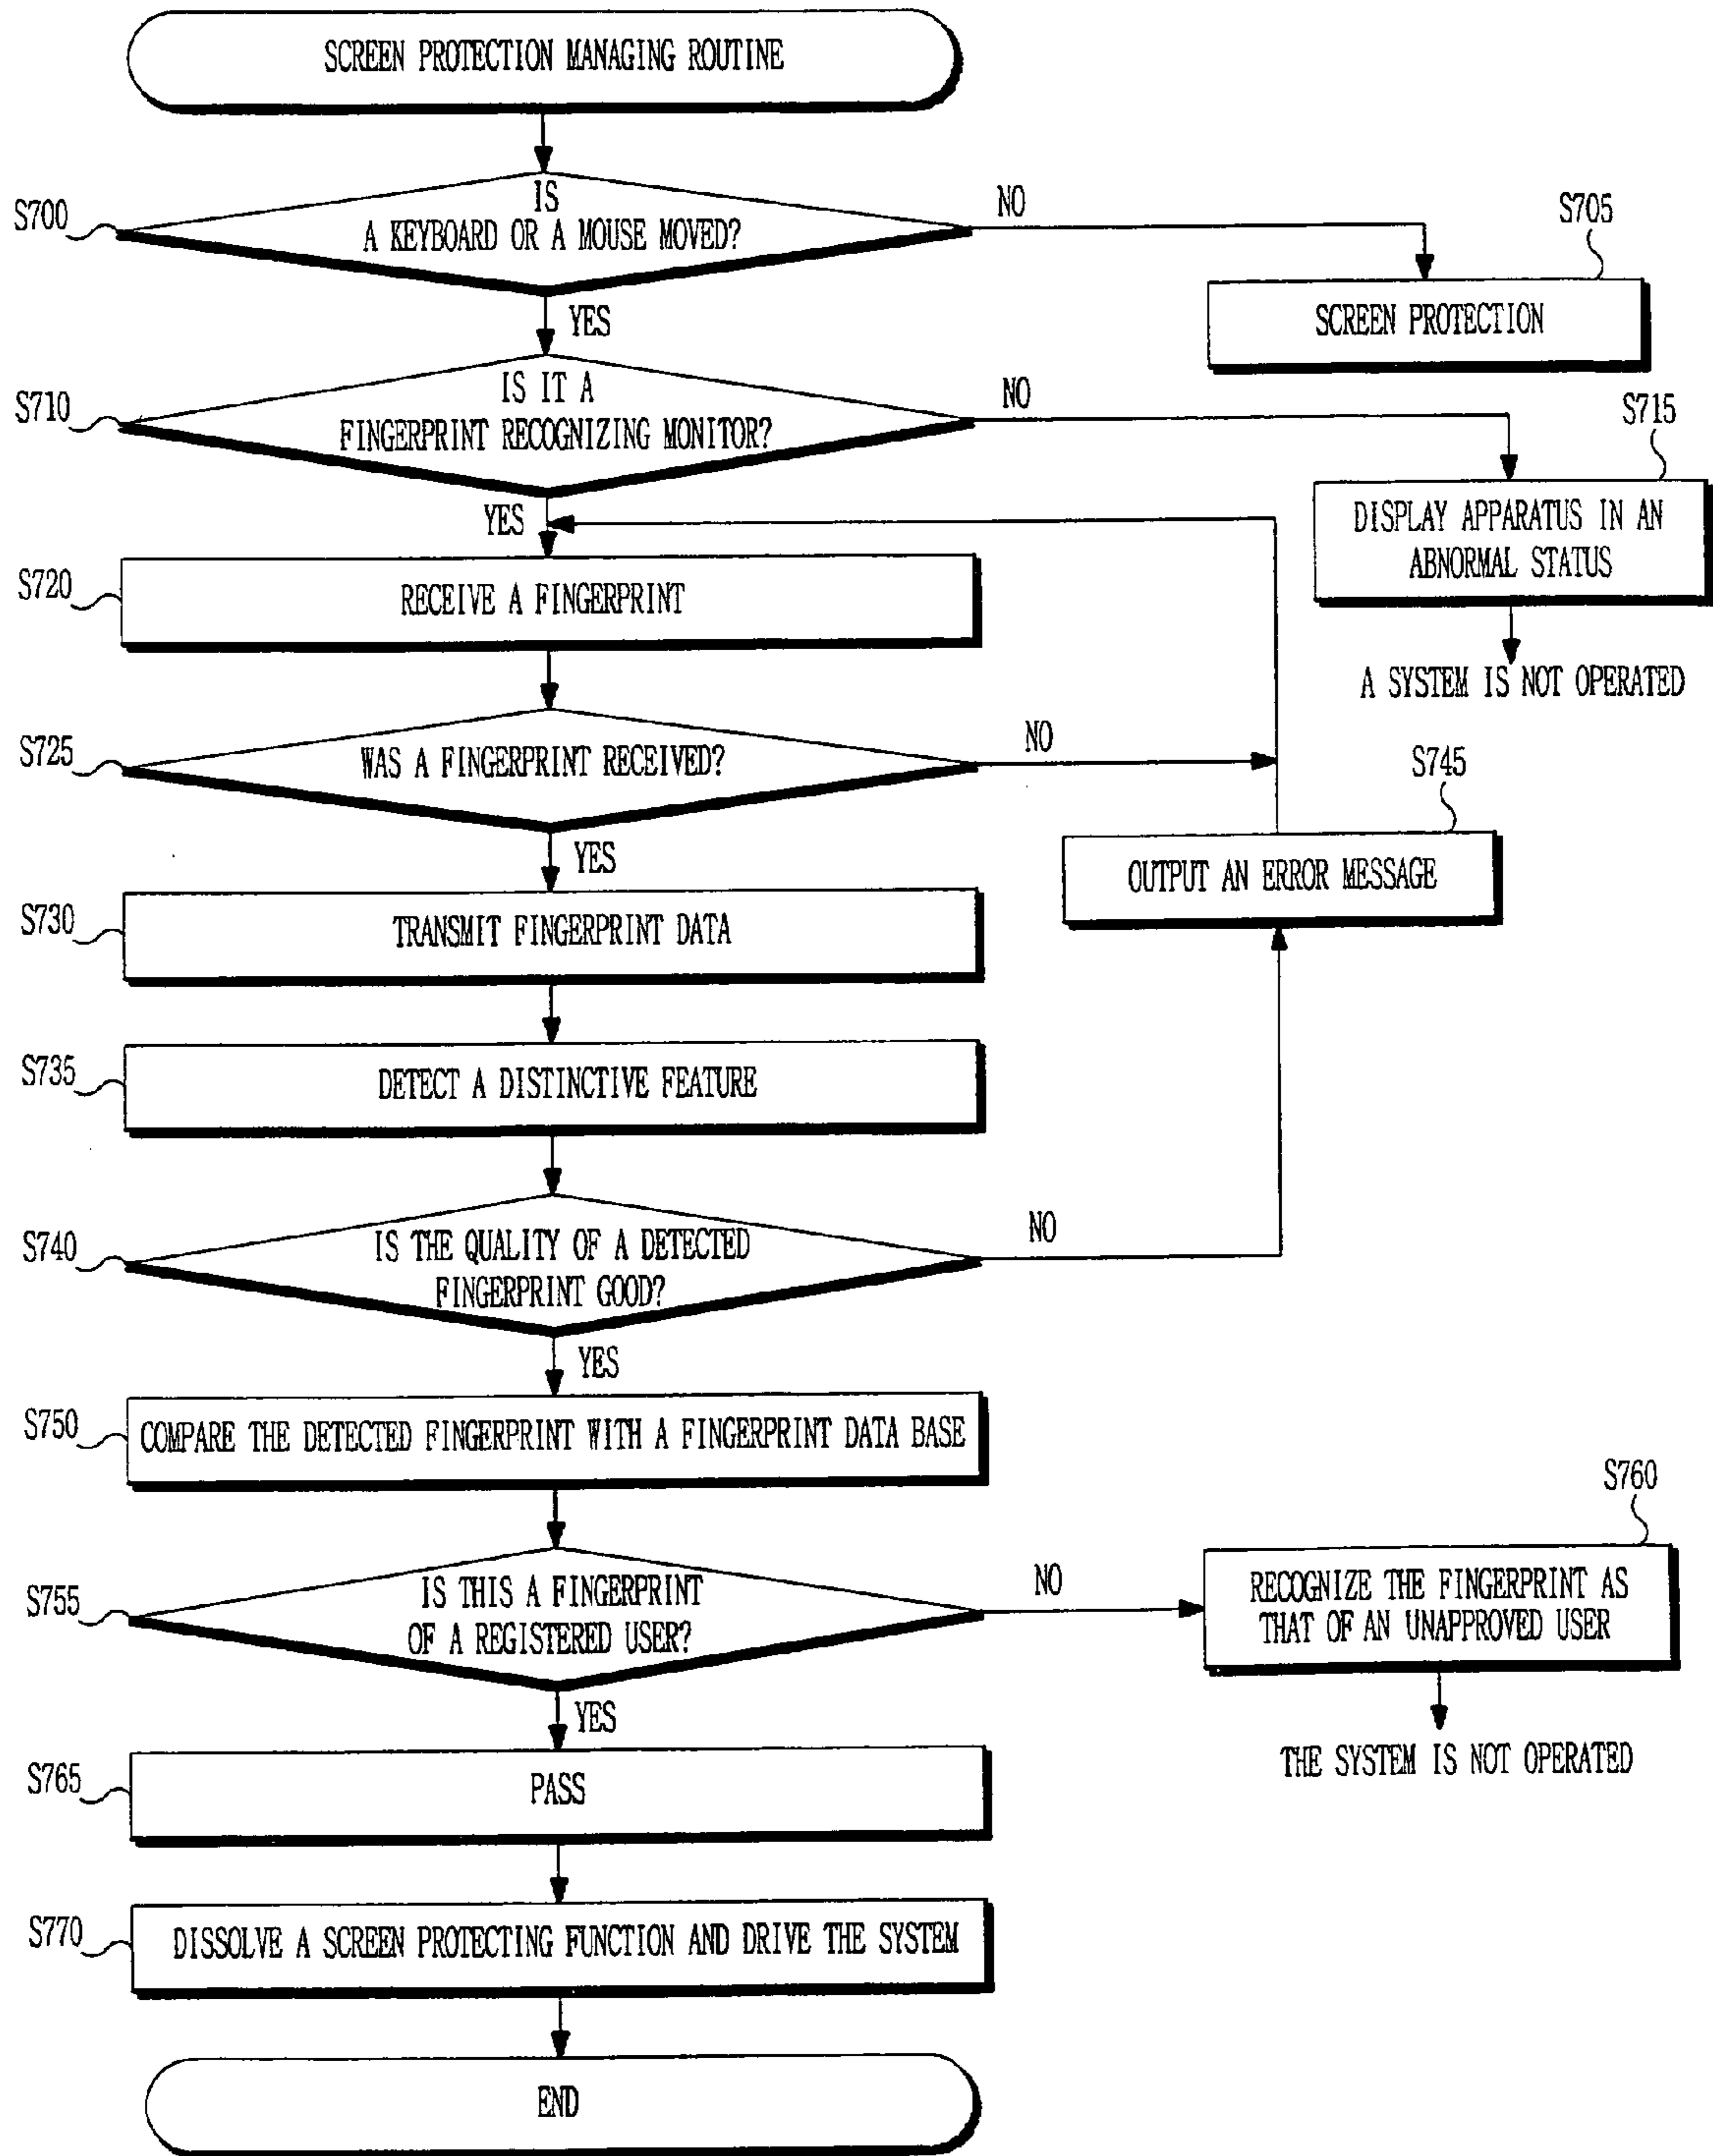 SCREEN PROTECTION MANAGING ROUTINE
S700
IS
A KEYBOARD OR A MOUSE MOVED?
NO
YES
S705
SCREEN PROTECTION
S710
IS IT A
FINGERPRINT RECOGNIZING MONITOR?
NO
YES
S715
DISPLAY APPARATUS IN AN
ABNORMAL STATUS
A SYSTEM IS NOT OPERATED
S720
RECEIVE A FINGERPRINT
S725
WAS A FINGERPRINT RECEIVED?
NO
YES
S745
OUTPUT AN ERROR MESSAGE
S730
TRANSMIT FINGERPRINT DATA
S735
DETECT A DISTINCTIVE FEATURE
S740
IS THE QUALITY OF A DETECTED
FINGERPRINT GOOD?
NO
YES
S750
COMPARE THE DETECTED FINGERPRINT WITH A FINGERPRINT DATA BASE
S755
IS THIS A FINGERPRINT
OF A REGISTERED USER?
NO
YES
S760
RECOGNIZE THE FINGERPRINT AS
THAT OF AN UNAPPROVED USER
THE SYSTEM IS NOT OPERATED
S765
PASS
S770
DISSOLVE A SCREEN PROTECTING FUNCTION AND DRIVE THE SYSTEM
END